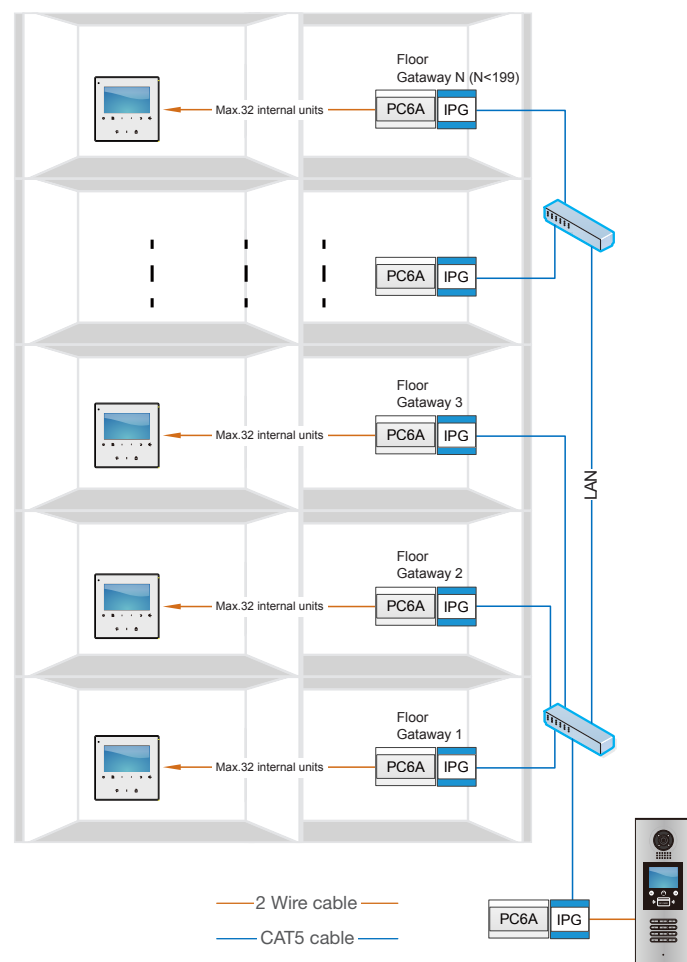 Floor
Gataway N (N<199)
Max.32 internal units
PC6A
IPG
PC6A
IPG
Floor
Gataway 3
Max.32 internal units
PC6A
IPG
LAN
Floor
Gataway 2
Max.32 internal units
PC6A
IPG
Floor
Gataway 1
Max.32 internal units
PC6A
IPG
2 Wire cable
CAT5 cable
PC6A
IPG